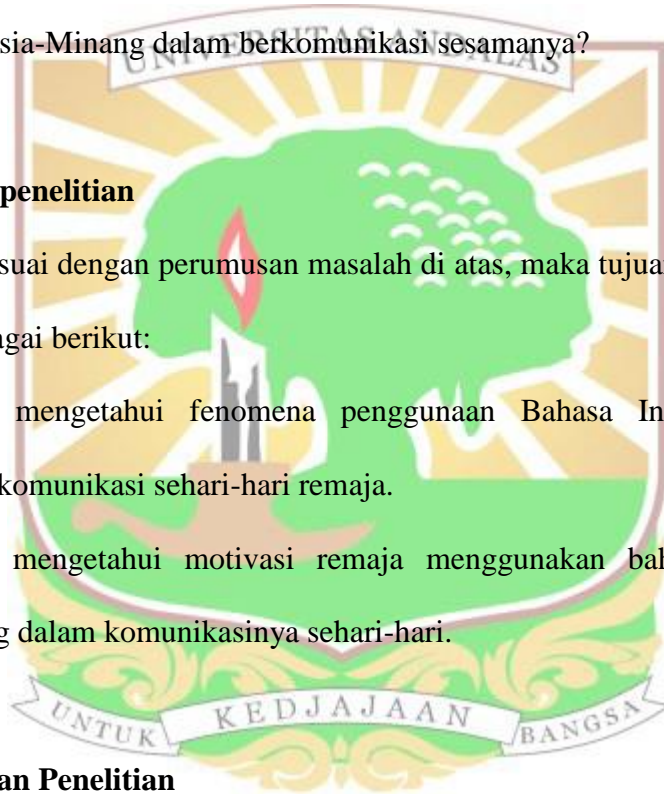 sia-Minang dalam berkomunikasi sesamanya?
UNIVERSITAS ANDALAS
penelitian
suai dengan perumusan masalah di atas, maka tujua
agai berikut:
mengetahui fenomena penggunaan Bahasa In
komunikasi sehari-hari remaja.
mengetahui motivasi remaja menggunakan bah
g dalam komunikasinya sehari-hari.
UNTUK KEDJAJAAN BANGSA
an Penelitian